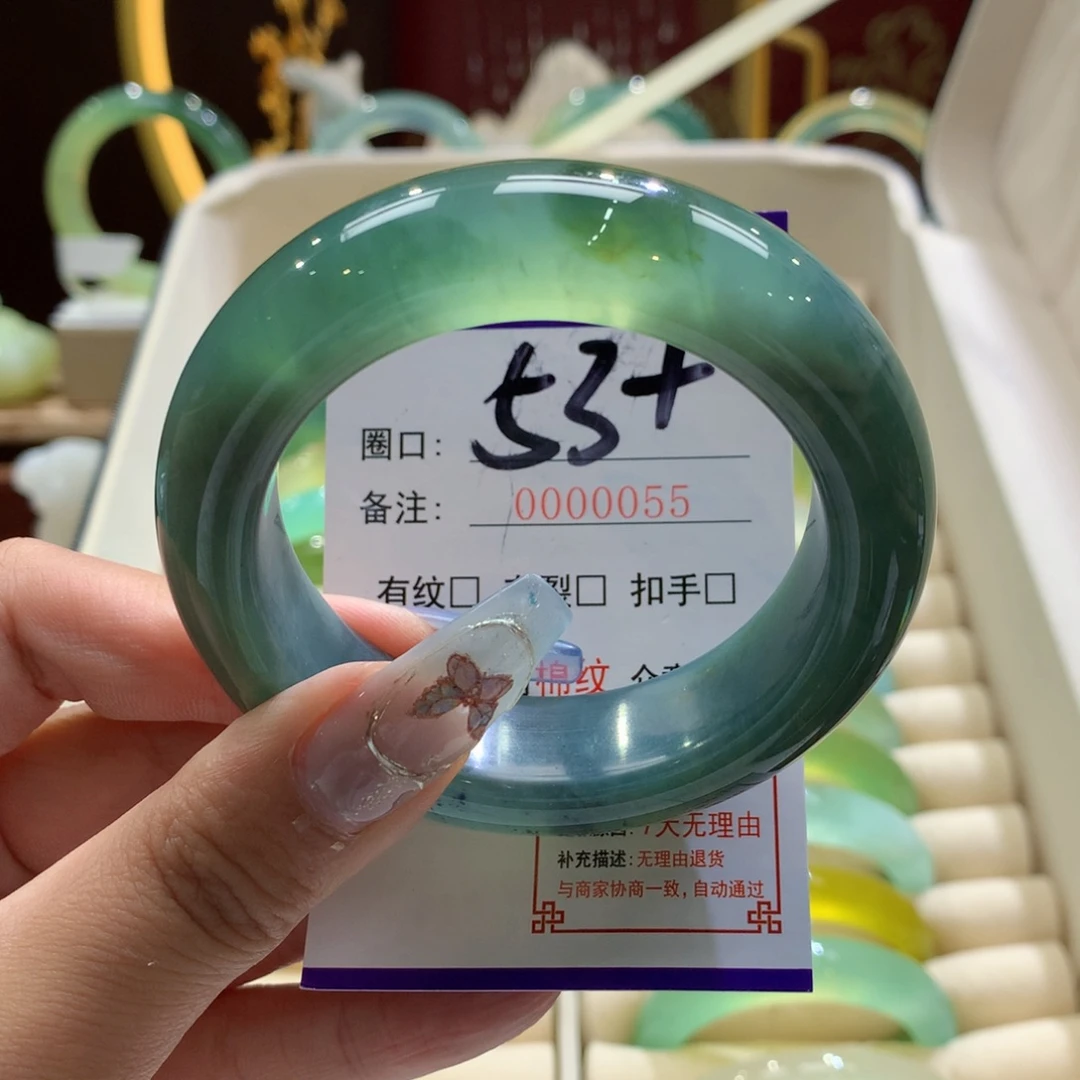 圈口: 53+
备注: 0000055
有纹□ 裂□ 扣手□
棉纹
7天无理由
补充描述: 无理由退货
与商家协商一致, 自动通过